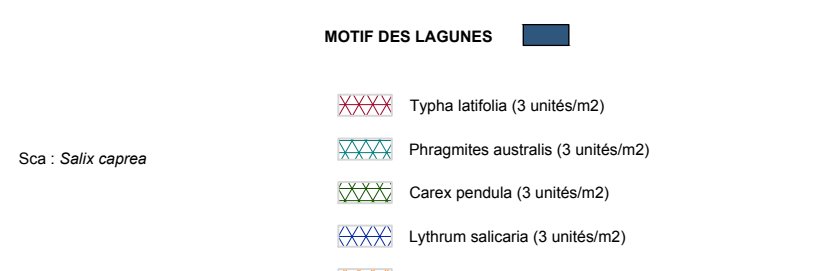 MOTIF DES LAGUNES
Typha latifolia (3 unités/m2)
Phragmites australis (3 unités/m2)
Sca : Salix caprea
Carex pendula (3 unités/m2)
Lythrum salicaria (3 unités/m2)